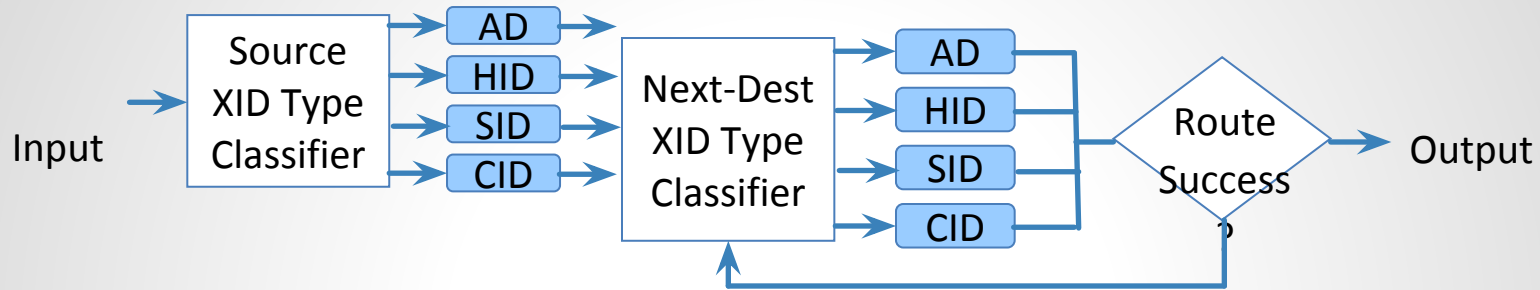 Input
Source
XID Type
Classifier
AD
HID
SID
CID
Next-Dest
XID Type
Classifier
AD
HID
SID
CID
Route
Success
?
Output